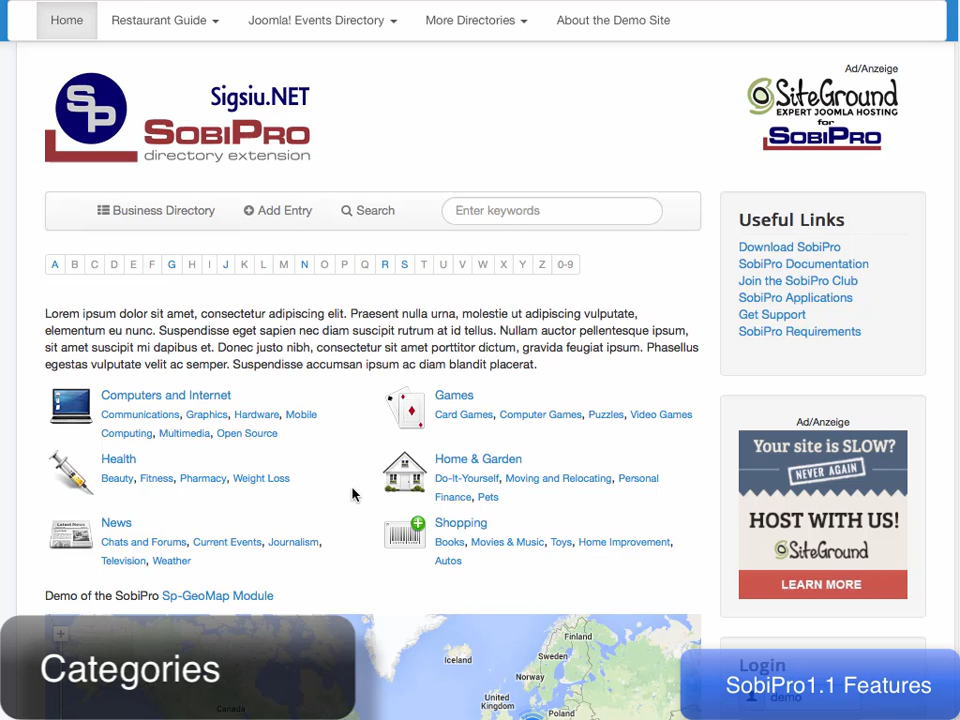 Home Restaurant Guide Joomla! Events Directory More Directories About the Demo Site
Ad/Anzeige
SP
Sigsiu.NET
SOBIPRO
directory extension
SiteGround
EXPERT JOOMLA HOSTING
for
SOBIPRO
Business Directory Add Entry Search Enter keywords
A B C D E F G H I J K L M N O P Q R S T U V W X Y Z 0-9
Useful Links
Download SobiPro
SobiPro Documentation
Join the SobiPro Club
SobiPro Applications
Get Support
SobiPro Requirements
Lorem ipsum dolor sit amet, consectetur adipiscing elit. Praesent nulla urna, molestie ut adipiscing vulputate,
elementum eu nunc. Suspendisse eget sapien nec diam suscipit rutrum at id tellus. Nullam auctor pellentesque ipsum,
sit amet suscipit mi dapibus et. Donec justo nibh, consectetur sit amet porttitor dictum, gravida feugiat ipsum. Phasellus
egestas vulputate velit ac semper. Suspendisse accumsan ipsum ac diam blandit placerat.
Computers and Internet
Communications, Graphics, Hardware, Mobile
Computing, Multimedia, Open Source
Games
Card Games, Computer Games, Puzzles, Video Games
Health
Beauty, Fitness, Pharmacy, Weight Loss
Home & Garden
Do-It-Yourself, Moving and Relocating, Personal
Finance, Pets
Latest News
News
Chats and Forums, Current Events, Journalism,
Television, Weather
Shopping
Books, Movies & Music, Toys, Home Improvement,
Autos
Ad/Anzeige
Your site is SLOW?
NEVER AGAIN
HOST WITH US!
SiteGround
LEARN MORE
Demo of the SobiPro Sp-GeoMap Module
Iceland
Finland
Sweden
Norway
United
Kingdom
Poland
Canada
Categories
Login
demo
SobiPro1.1 Features